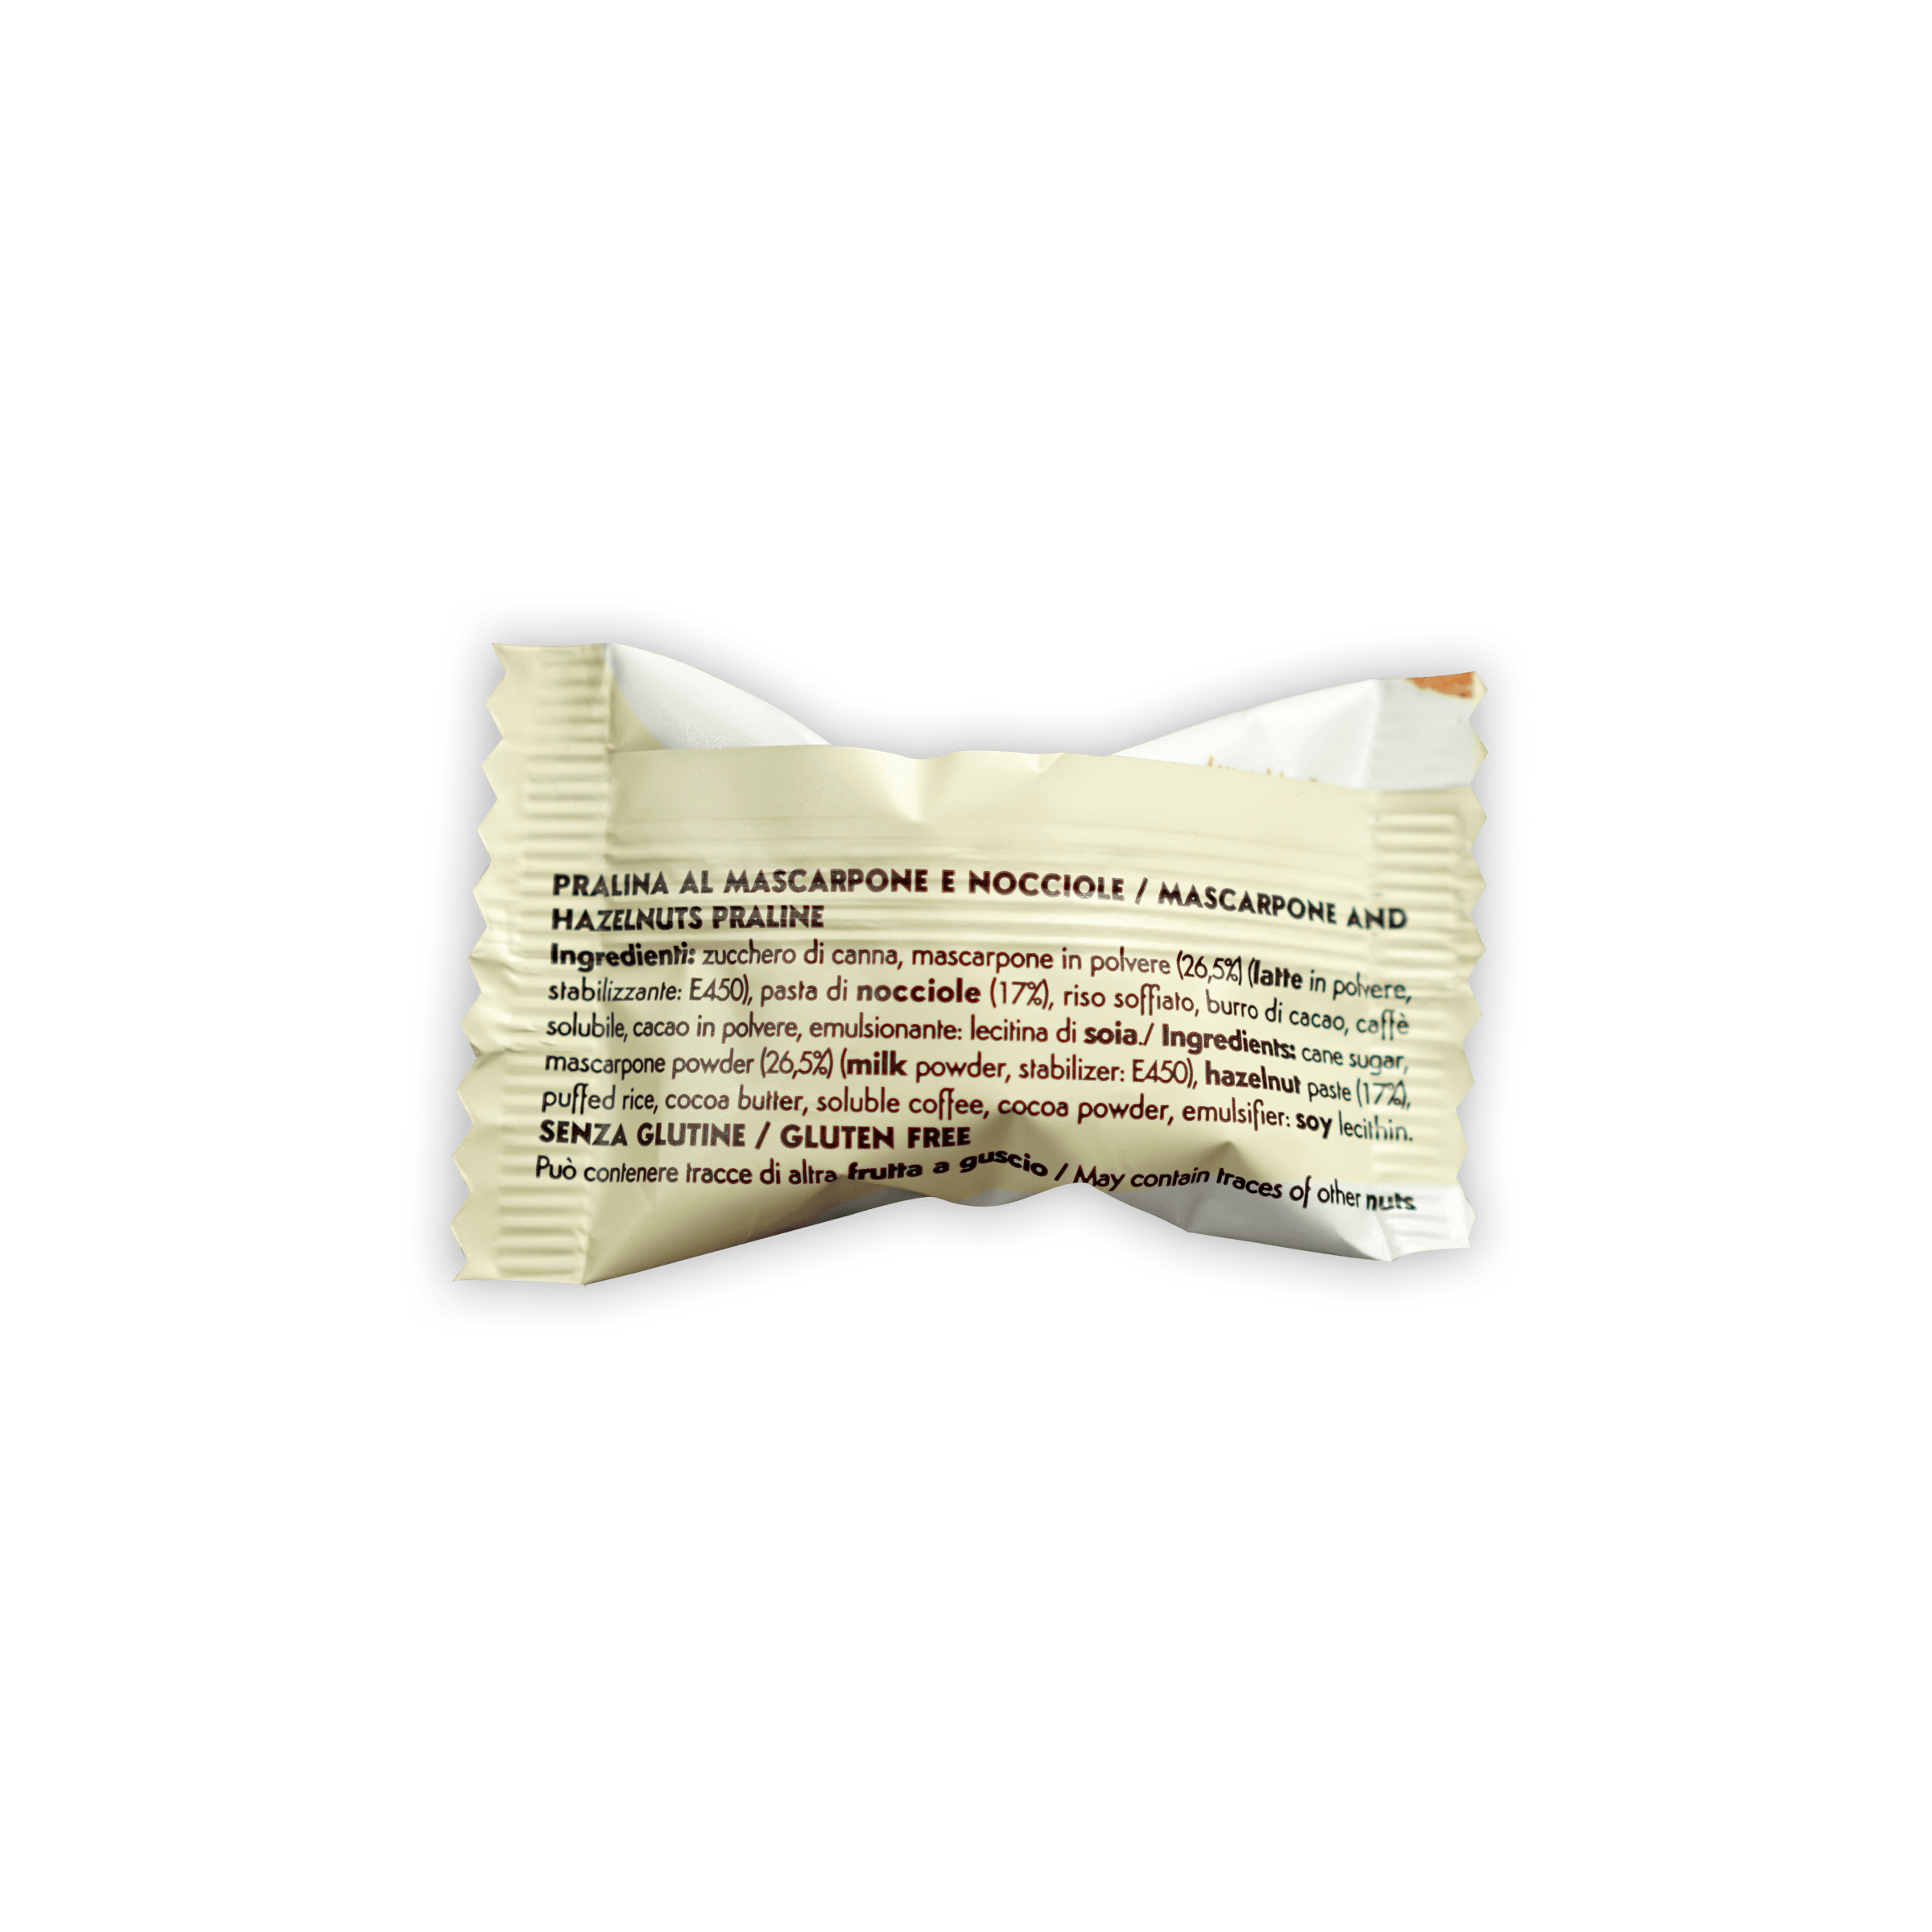 PRALINA AL MASCARPONE E NOCCIOLE / MASCARPONE AND
HAZELNUTS PRALINE
Ingredienti: zucchero di canna, mascarpone in polvere (26,5%) (latte in polvere,
stabilizzante: E450), pasta di nocciole (17%), riso soffiato, burro di cacao, caffè
solubile, cacao in polvere, emulsionante: lecitina di soia./ Ingredients: cane sugar,
mascarpone powder (26,5%) (milk powder, stabilizer: E450), hazelnut paste (17%),
puffed rice, cocoa butter, soluble coffee, cocoa powder, emulsifier: soy lecithin.
SENZA GLUTINE / GLUTEN FREE
Può contenere tracce di altra frutta a guscio / May contain traces of other nuts